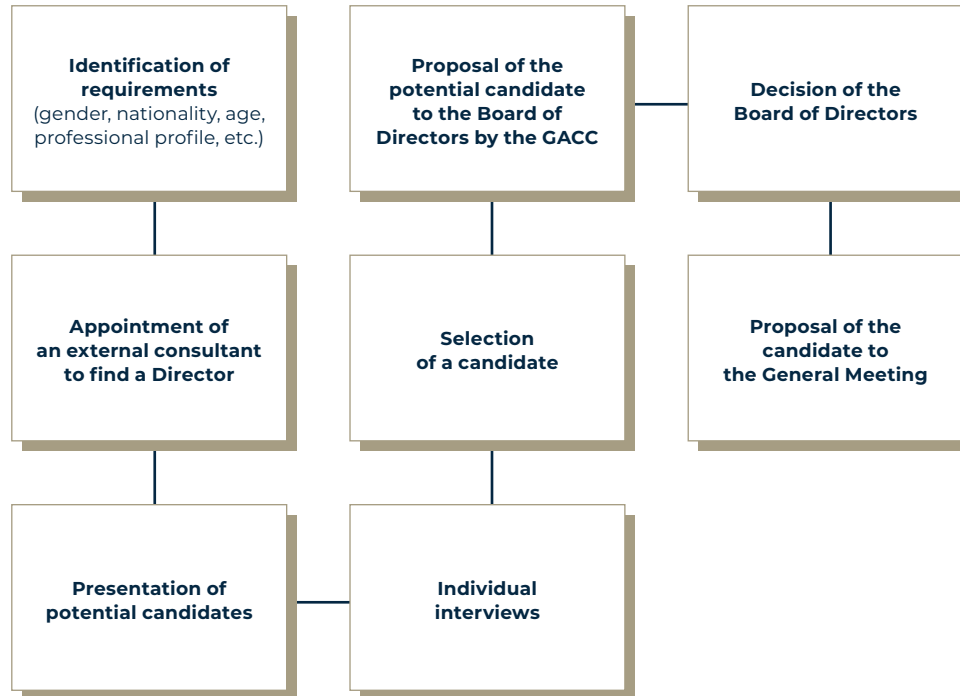 Identification of
requirements
(gender, nationality, age,
professional profile, etc.)
Appointment of
an external consultant
to find a Director
Presentation of
potential candidates
Individual
interviews
Selection
of a candidate
Proposal of the
potential candidate
to the Board of
Directors by the GACC
Decision of the
Board of Directors
Proposal of the
candidate to
the General Meeting